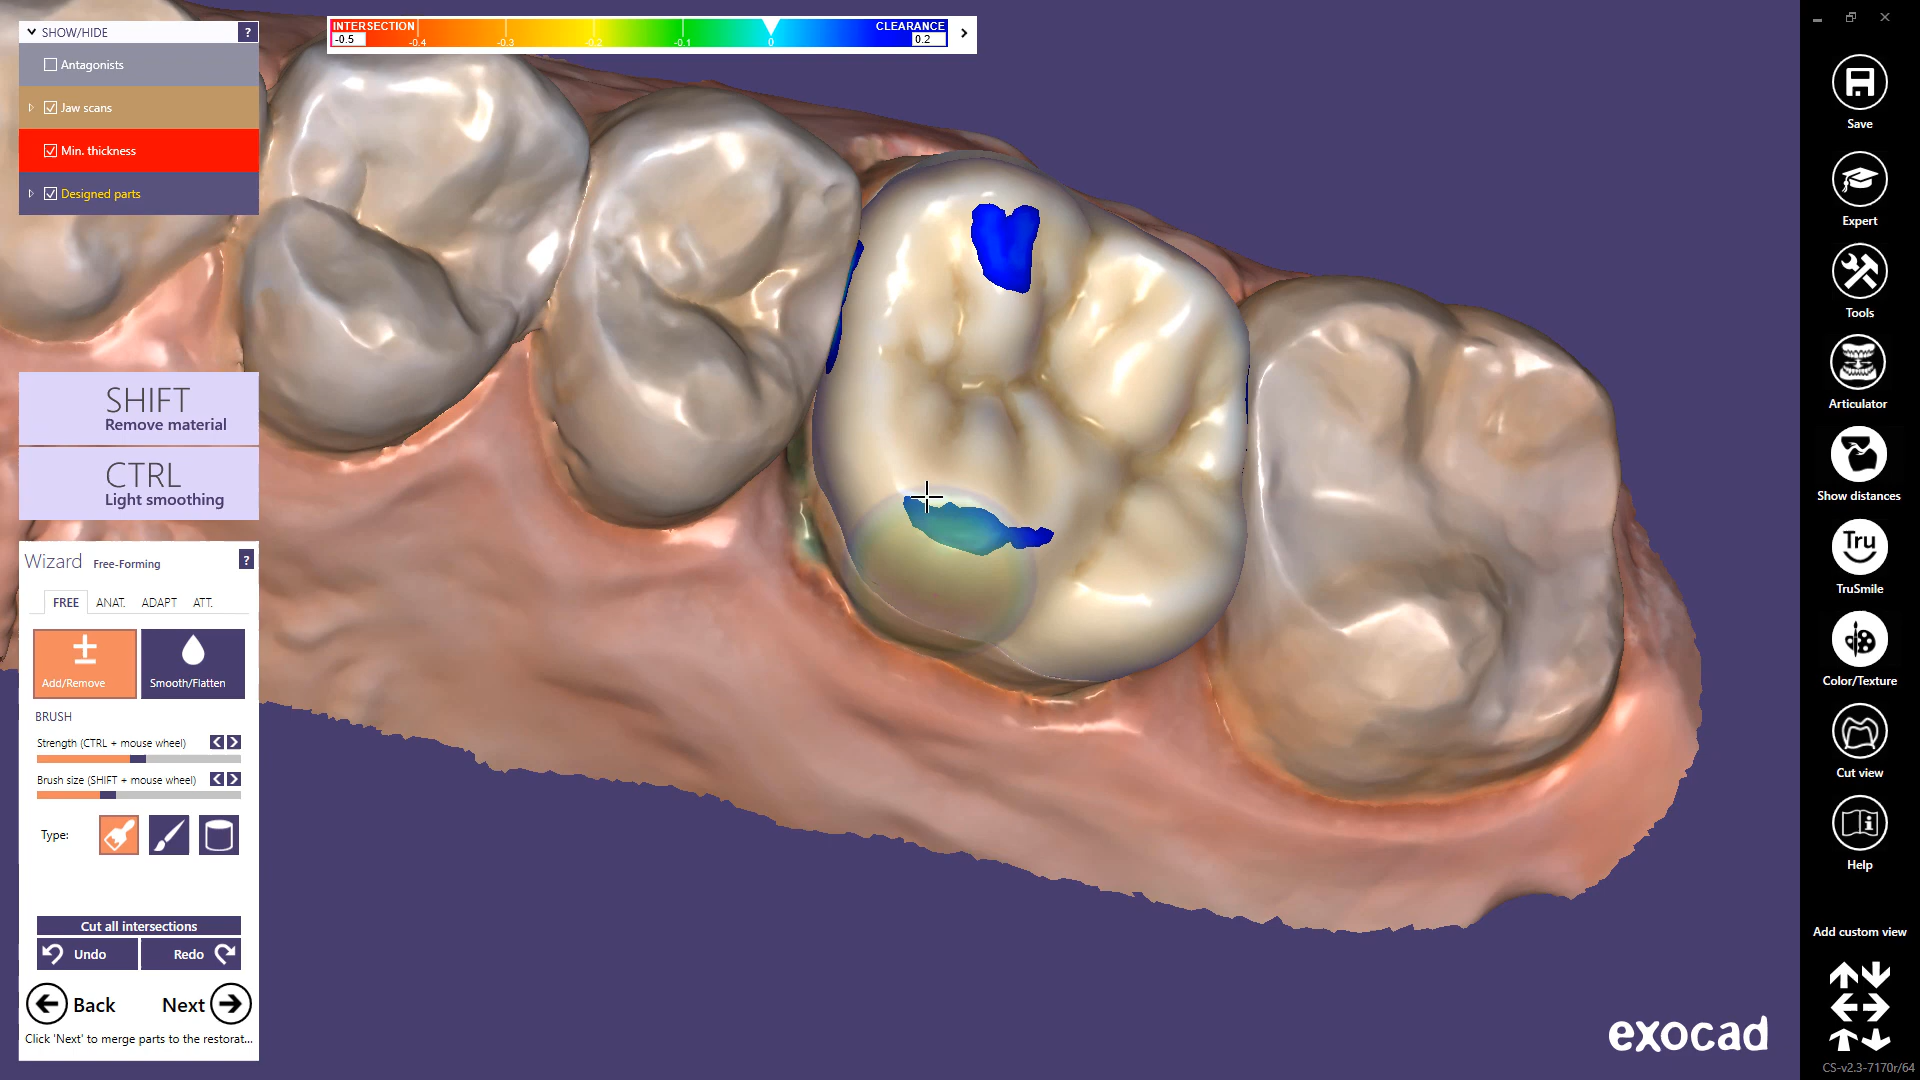 SHOW/HIDE
?
Antagonists
Jaw scans
Min. thickness
Designed parts
INTERSECTION
CLEARANCE
-0.5
-0.4
-0.3
-0.2
-0.1
0
0.2
SHIFT
Remove material
CTRL
Light smoothing
Wizard Free-Forming
?
FREE ANAT. ADAPT ATT.
Add/Remove
Smooth/Flatten
BRUSH
Strength (CTRL + mouse wheel)
Brush size (SHIFT + mouse wheel)
Type:
Cut all intersections
Undo
Redo
Back
Next
Click 'Next' to merge parts to the restorat...
Save
Expert
Tools
Articulator
Show distances
Tru
TruSmile
Color/Texture
Cut view
Help
Add custom view
exocad
CS-v2.3-7170r/64